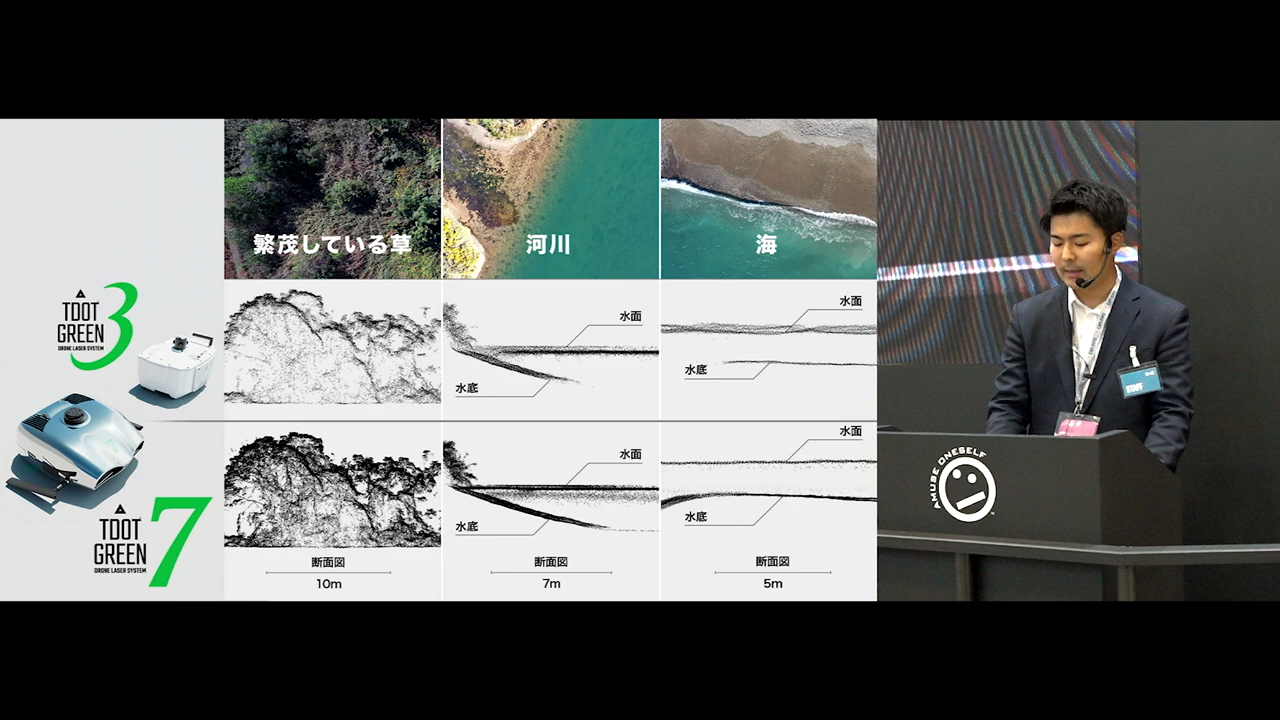 繁茂している草
河川
海
TDOT
GREEN 3
DRONE LASER SYSTEM
水面
水底
水面
水底
TDOT
GREEN 7
DRONE LASER SYSTEM
水面
水底
水面
水底
断面図
10m
断面図
7m
断面図
5m
STAFF
AMUSE ONESELF